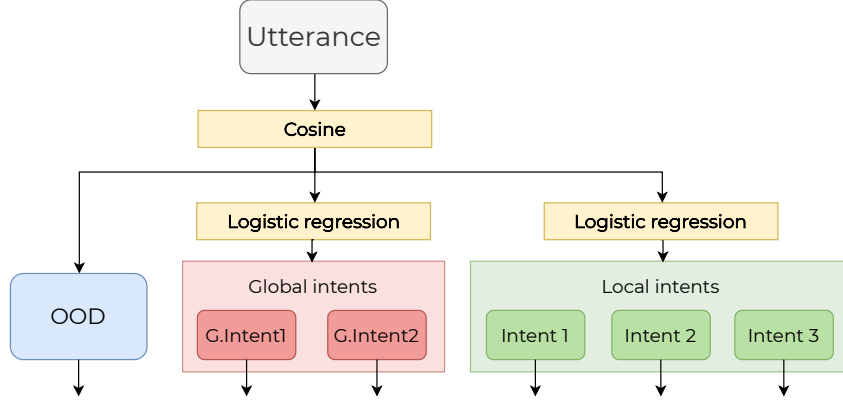 Utterance
Cosine
Logistic regression
Logistic regression
OOD
Global intents
G.Intent1
G.Intent2
Local intents
Intent 1
Intent 2
Intent 3